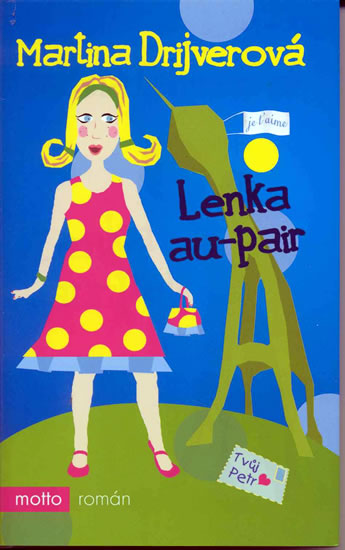 Martina Drijverová
je t'aime
Lenka
au-pair
Tvůj
Petr
motto román